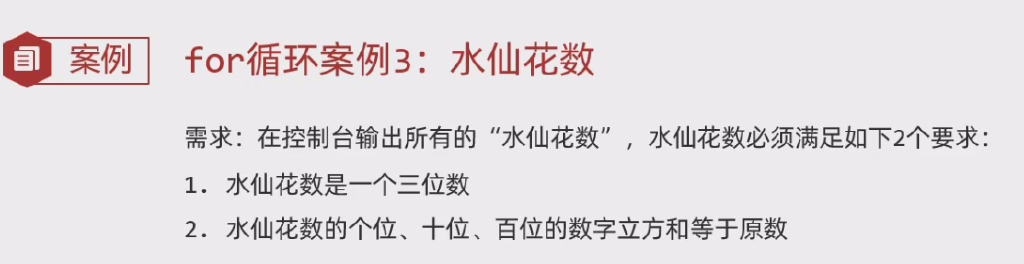 案例
for循环案例3：水仙花数
需求：在控制台输出所有的“水仙花数”，水仙花数必须满足如下2个要求：
1. 水仙花数是一个三位数
2. 水仙花数的个位、十位、百位的数字立方和等于原数